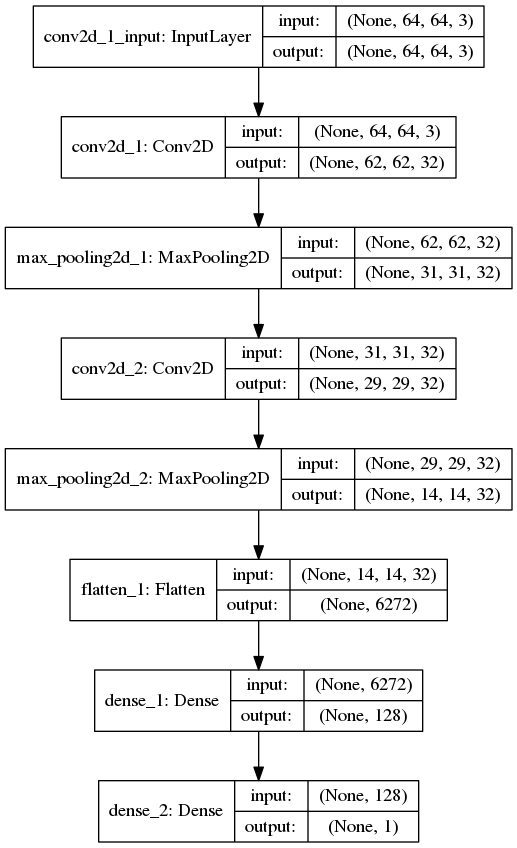 conv2d_1_input: InputLayer
input: (None, 64, 64, 3)
output: (None, 64, 64, 3)
conv2d_1: Conv2D
input: (None, 64, 64, 3)
output: (None, 62, 62, 32)
max_pooling2d_1: MaxPooling2D
input: (None, 62, 62, 32)
output: (None, 31, 31, 32)
conv2d_2: Conv2D
input: (None, 31, 31, 32)
output: (None, 29, 29, 32)
max_pooling2d_2: MaxPooling2D
input: (None, 29, 29, 32)
output: (None, 14, 14, 32)
flatten_1: Flatten
input: (None, 14, 14, 32)
output: (None, 6272)
dense_1: Dense
input: (None, 6272)
output: (None, 128)
dense_2: Dense
input: (None, 128)
output: (None, 1)